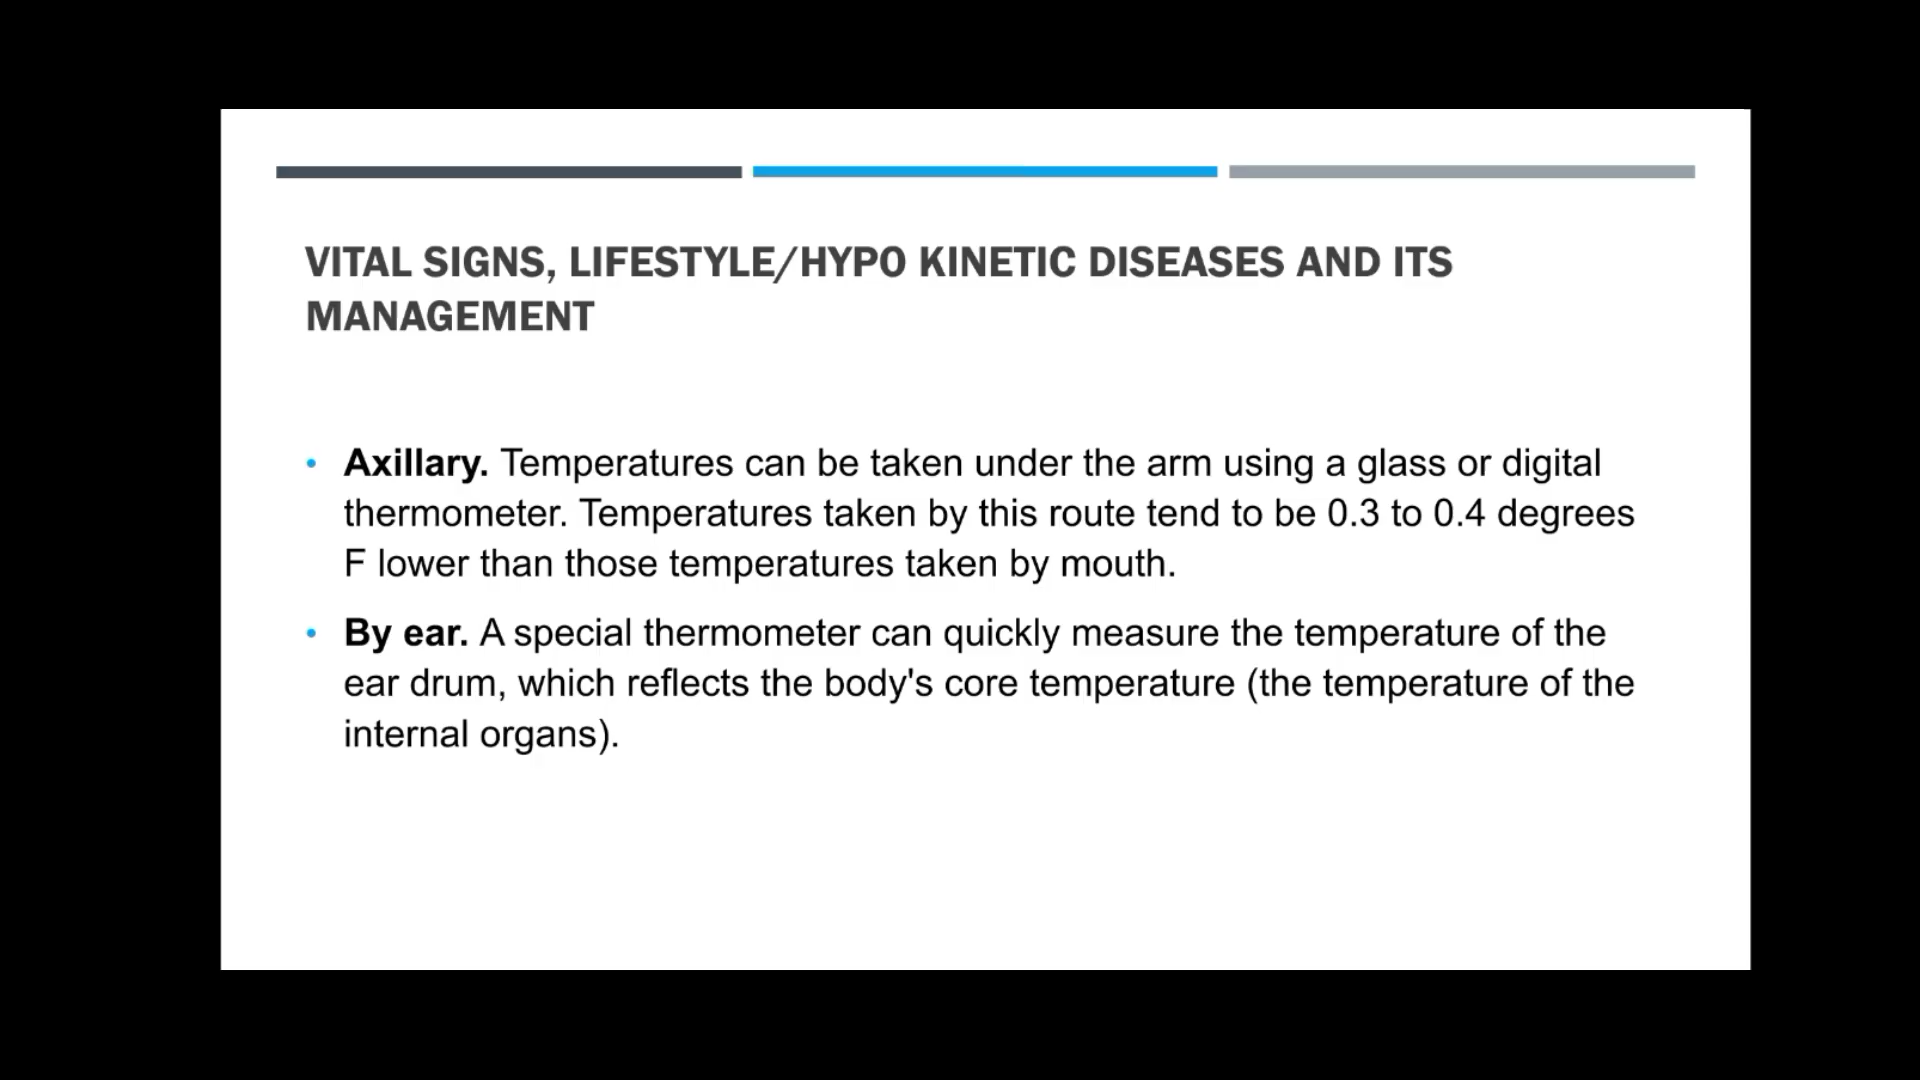 VITAL SIGNS, LIFESTYLE/HYPO KINETIC DISEASES AND ITS
MANAGEMENT
• Axillary. Temperatures can be taken under the arm using a glass or digital
thermometer. Temperatures taken by this route tend to be 0.3 to 0.4 degrees
F lower than those temperatures taken by mouth.
• By ear. A special thermometer can quickly measure the temperature of the
ear drum, which reflects the body's core temperature (the temperature of the
internal organs).